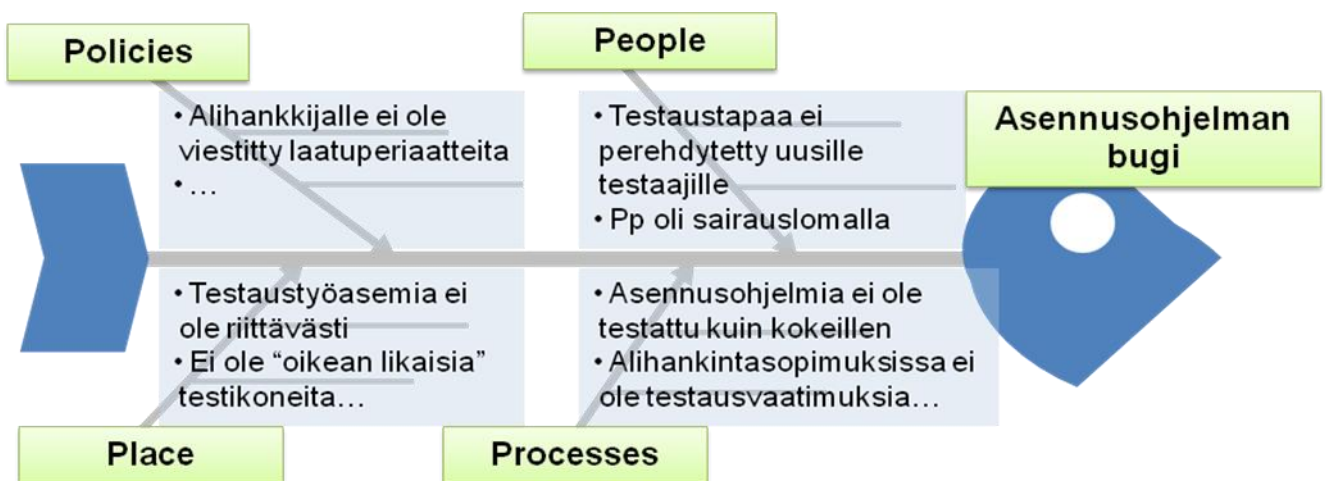 Policies
• Alihankkijalle ei ole
viestitty laatuperiaatteita
• …
People
• Testaustapaa ei
perehdytetty uusille
testaajille
• Pp oli sairauslomalla
Asennusohjelman
bugi
• Testaustyöasemia ei
ole riittävästi
• Ei ole “oikean likaisia”
testikoneita…
Place
• Asennusohjelmia ei ole
testattu kuin kokeillen
• Alihankintasopimuksissa ei
ole testausvaatimuksia…
Processes